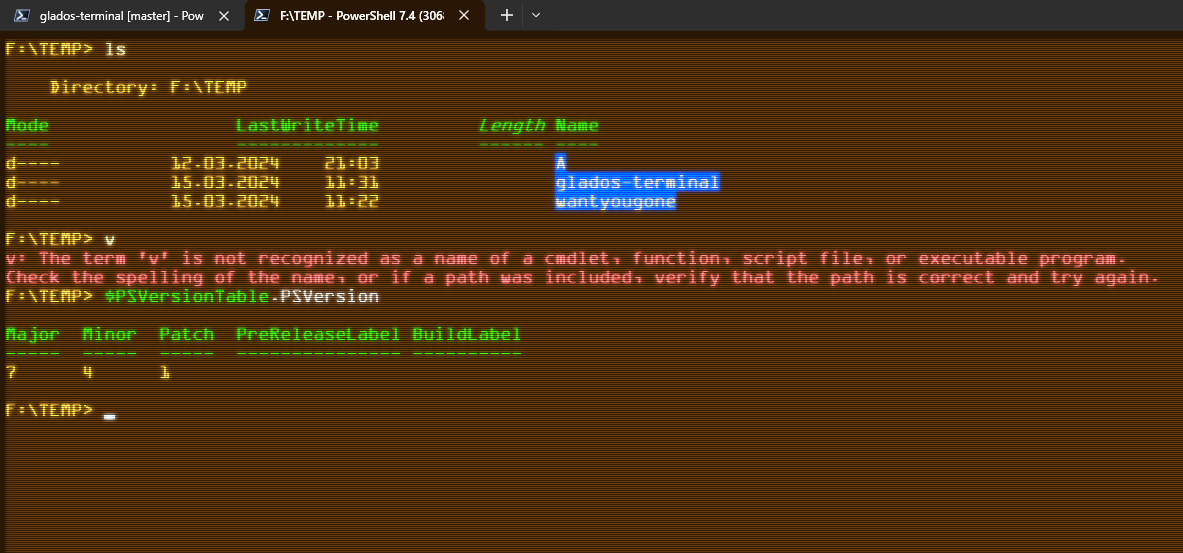 glados-terminal [master] - Pow
F:\TEMP - PowerShell 7.4 (306
F:\TEMP> ls
Directory: F:\TEMP
Mode                 LastWriteTime         Length Name
----                 -------------         ------ ----
d----          12.03.2024    21:03                A
d----          15.03.2024    11:31                glados-terminal
d----          15.03.2024    11:22                wantyougone
F:\TEMP> v
v: The term 'v' is not recognized as a name of a cmdlet, function, script file, or executable program.
Check the spelling of the name, or if a path was included, verify that the path is correct and try again.
F:\TEMP> $PSVersionTable.PSVersion
Major  Minor  Patch  PreReleaseLabel BuildLabel
-----  -----  -----  --------------- ----------
7      4      1
F:\TEMP>